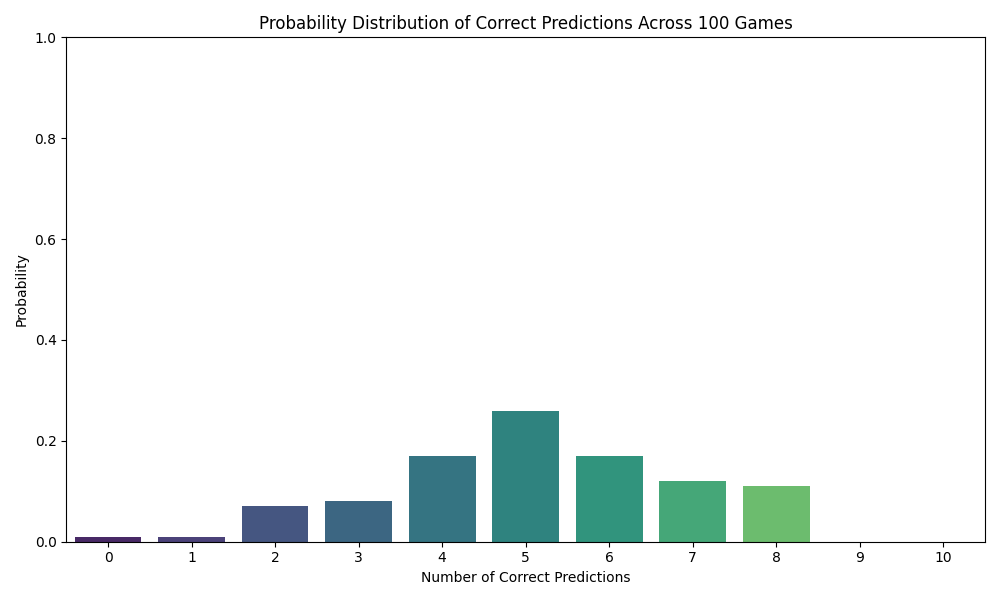 Probability Distribution of Correct Predictions Across 100 Games
1.0
0.8
0.6
0.4
0.2
0.0
Probability
0 1 2 3 4 5 6 7 8 9 10
Number of Correct Predictions